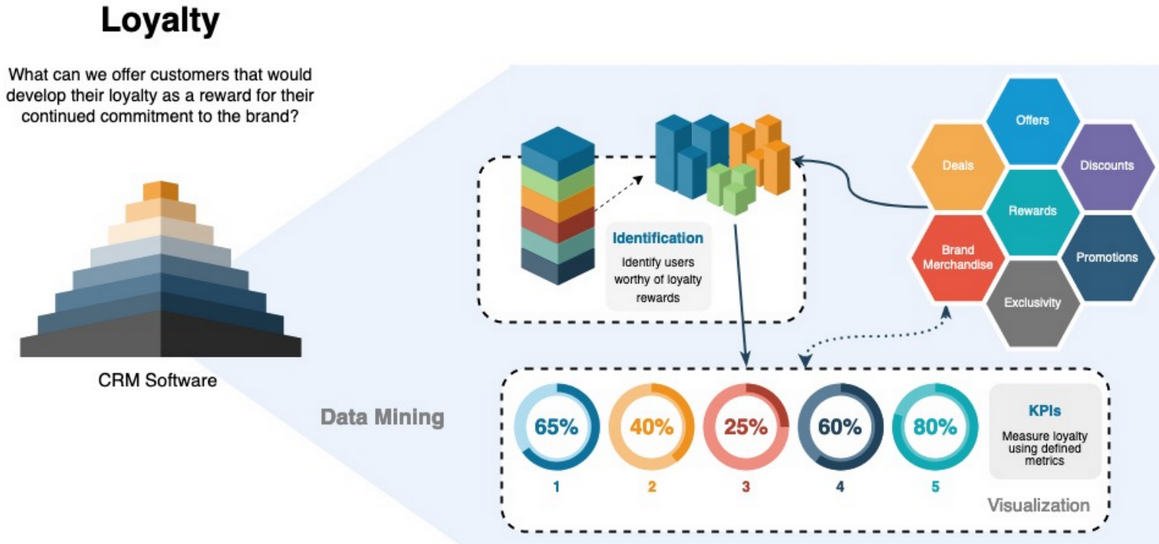 Loyalty
What can we offer customers that would
develop their loyalty as a reward for their
continued commitment to the brand?
CRM Software
Data Mining
Identification
Identify users
worthy of loyalty
rewards
Offers
Deals
Discounts
Rewards
Brand
Merchandise
Promotions
Exclusivity
65%
40%
25%
60%
80%
1
2
3
4
5
KPIs
Measure loyalty
using defined
metrics
Visualization